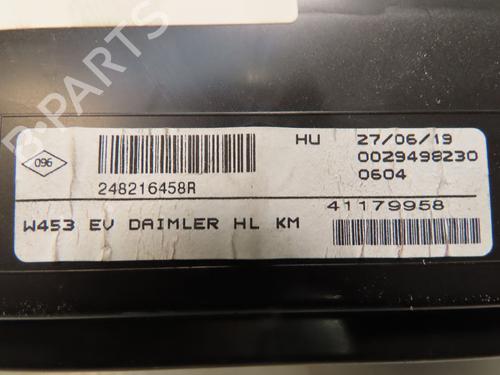 HU 27/06/19
096
0029498230
248216458R
0604
41179958
W453 EV DAIMLER HL KM
B-PARTS